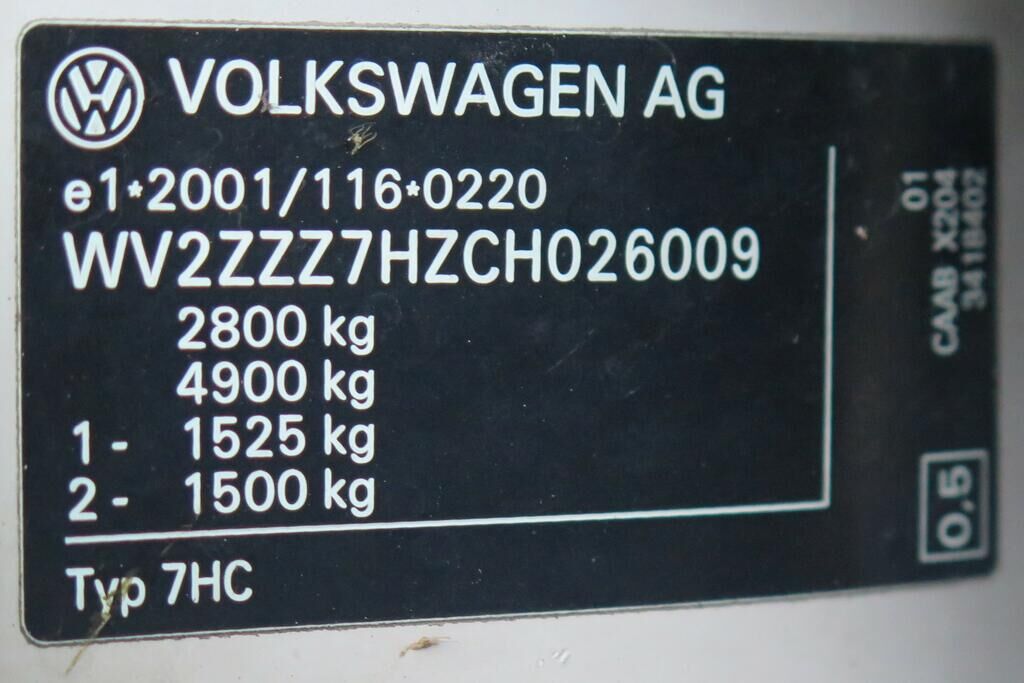 VOLKSWAGEN AG
e1*2001/116*0220
WV2ZZZ7HZCH026009
2800 kg
4900 kg
1- 1525 kg
2- 1500 kg
Typ 7HC
01
CAAB X204
3418402
0,5